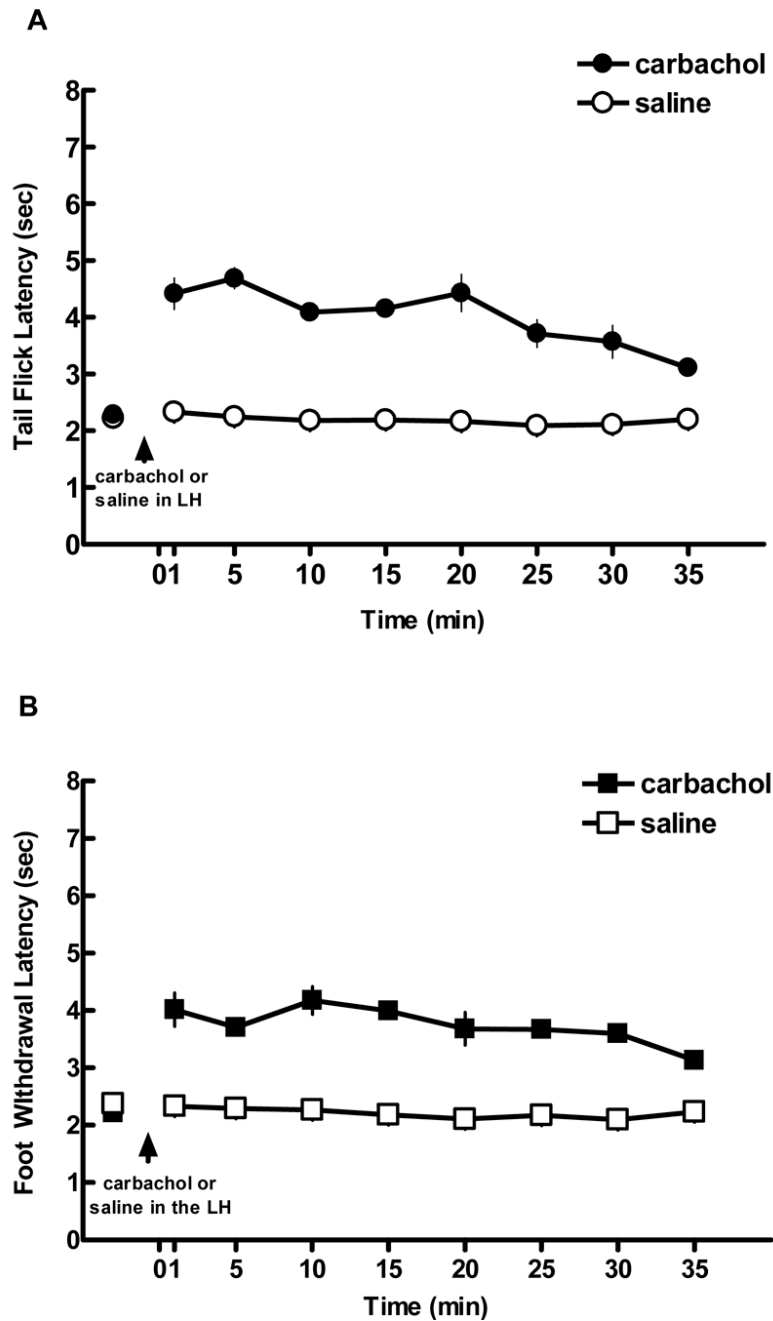 A
carbachol
saline
8
7
6
5
4
3
2
1
0
Tail Flick Latency (sec)
carbachol or
saline in LH
01 5 10 15 20 25 30 35
Time (min)
B
carbachol
saline
8
7
6
5
4
3
2
1
0
Foot WIthdrawal Latency (sec)
carbachol or
saline in the LH
01 5 10 15 20 25 30 35
Time (min)